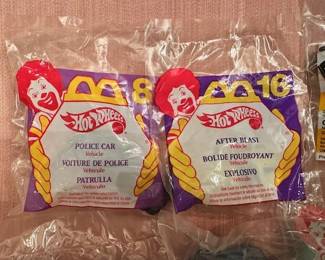 8
Hot Wheels
POLICE CAR
Vehicle
VOITURE DE POLICE
Véhicule
PATRULLA
Vehículo
16
Hot Wheels
AFTER BLAST
Vehicle
BOLIDE FOUDROYANT
Véhicule
EXPLOSIVO
Vehículo